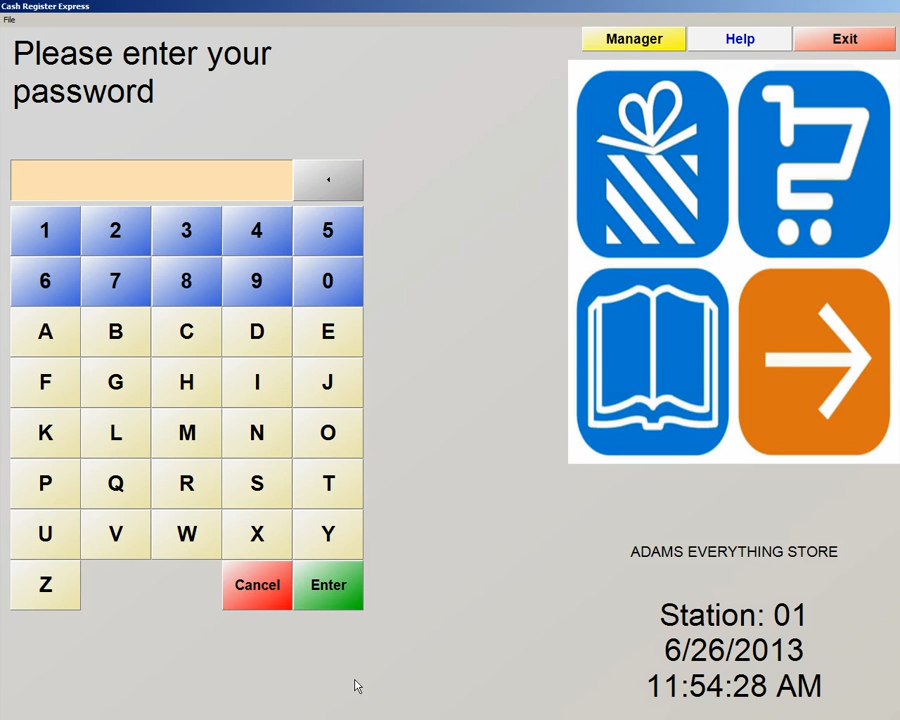 Cash Register Express
File
Please enter your
password
Manager Help Exit
1 2 3 4 5
6 7 8 9 0
A B C D E
F G H I J
K L M N O
P Q R S T
U V W X Y
Z Cancel Enter
ADAMS EVERYTHING STORE
Station: 01
6/26/2013
11:54:28 AM